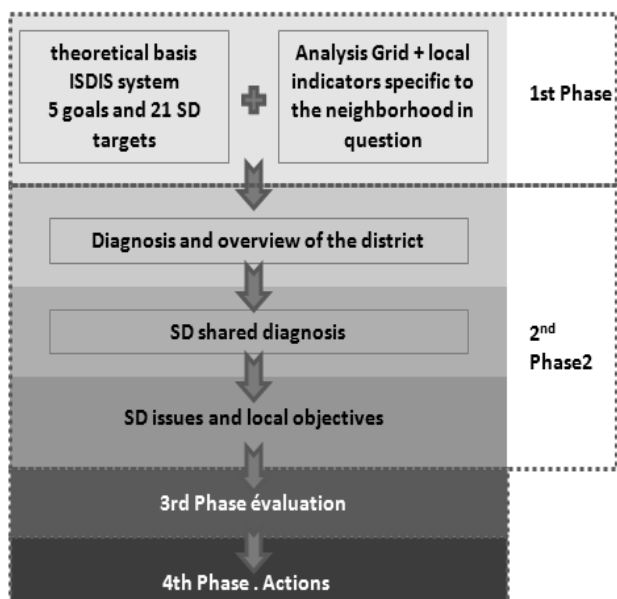 theoretical basis
ISDIS system
5 goals and 21 SD
targets
Analysis Grid + local
indicators specific to
the neighborhood in
question
1st Phase
Diagnosis and overview of the district
SD shared diagnosis
2nd
Phase2
SD issues and local objectives
3rd Phase évaluation
4th Phase . Actions